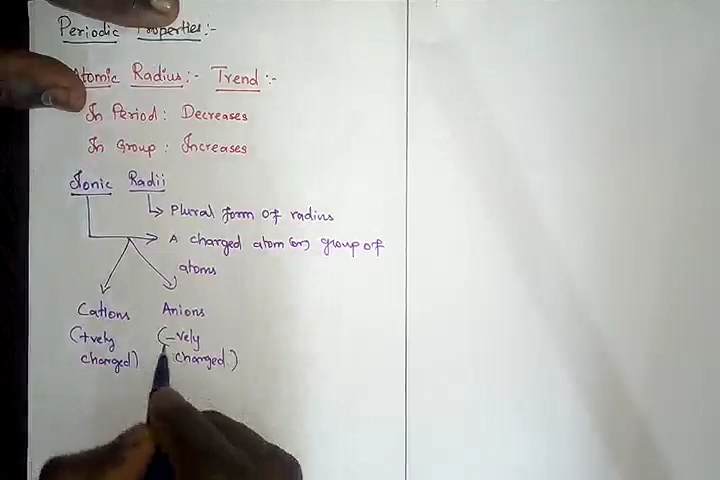 Periodic Properties:-
Atomic Radius:- Trend :-
In Period: Decreases
In Group : Increases
Ionic Radii
Plural form of radius
A charged atom (or) group of
atoms
Cations Anions
(+vely (-vely
charged) charged)